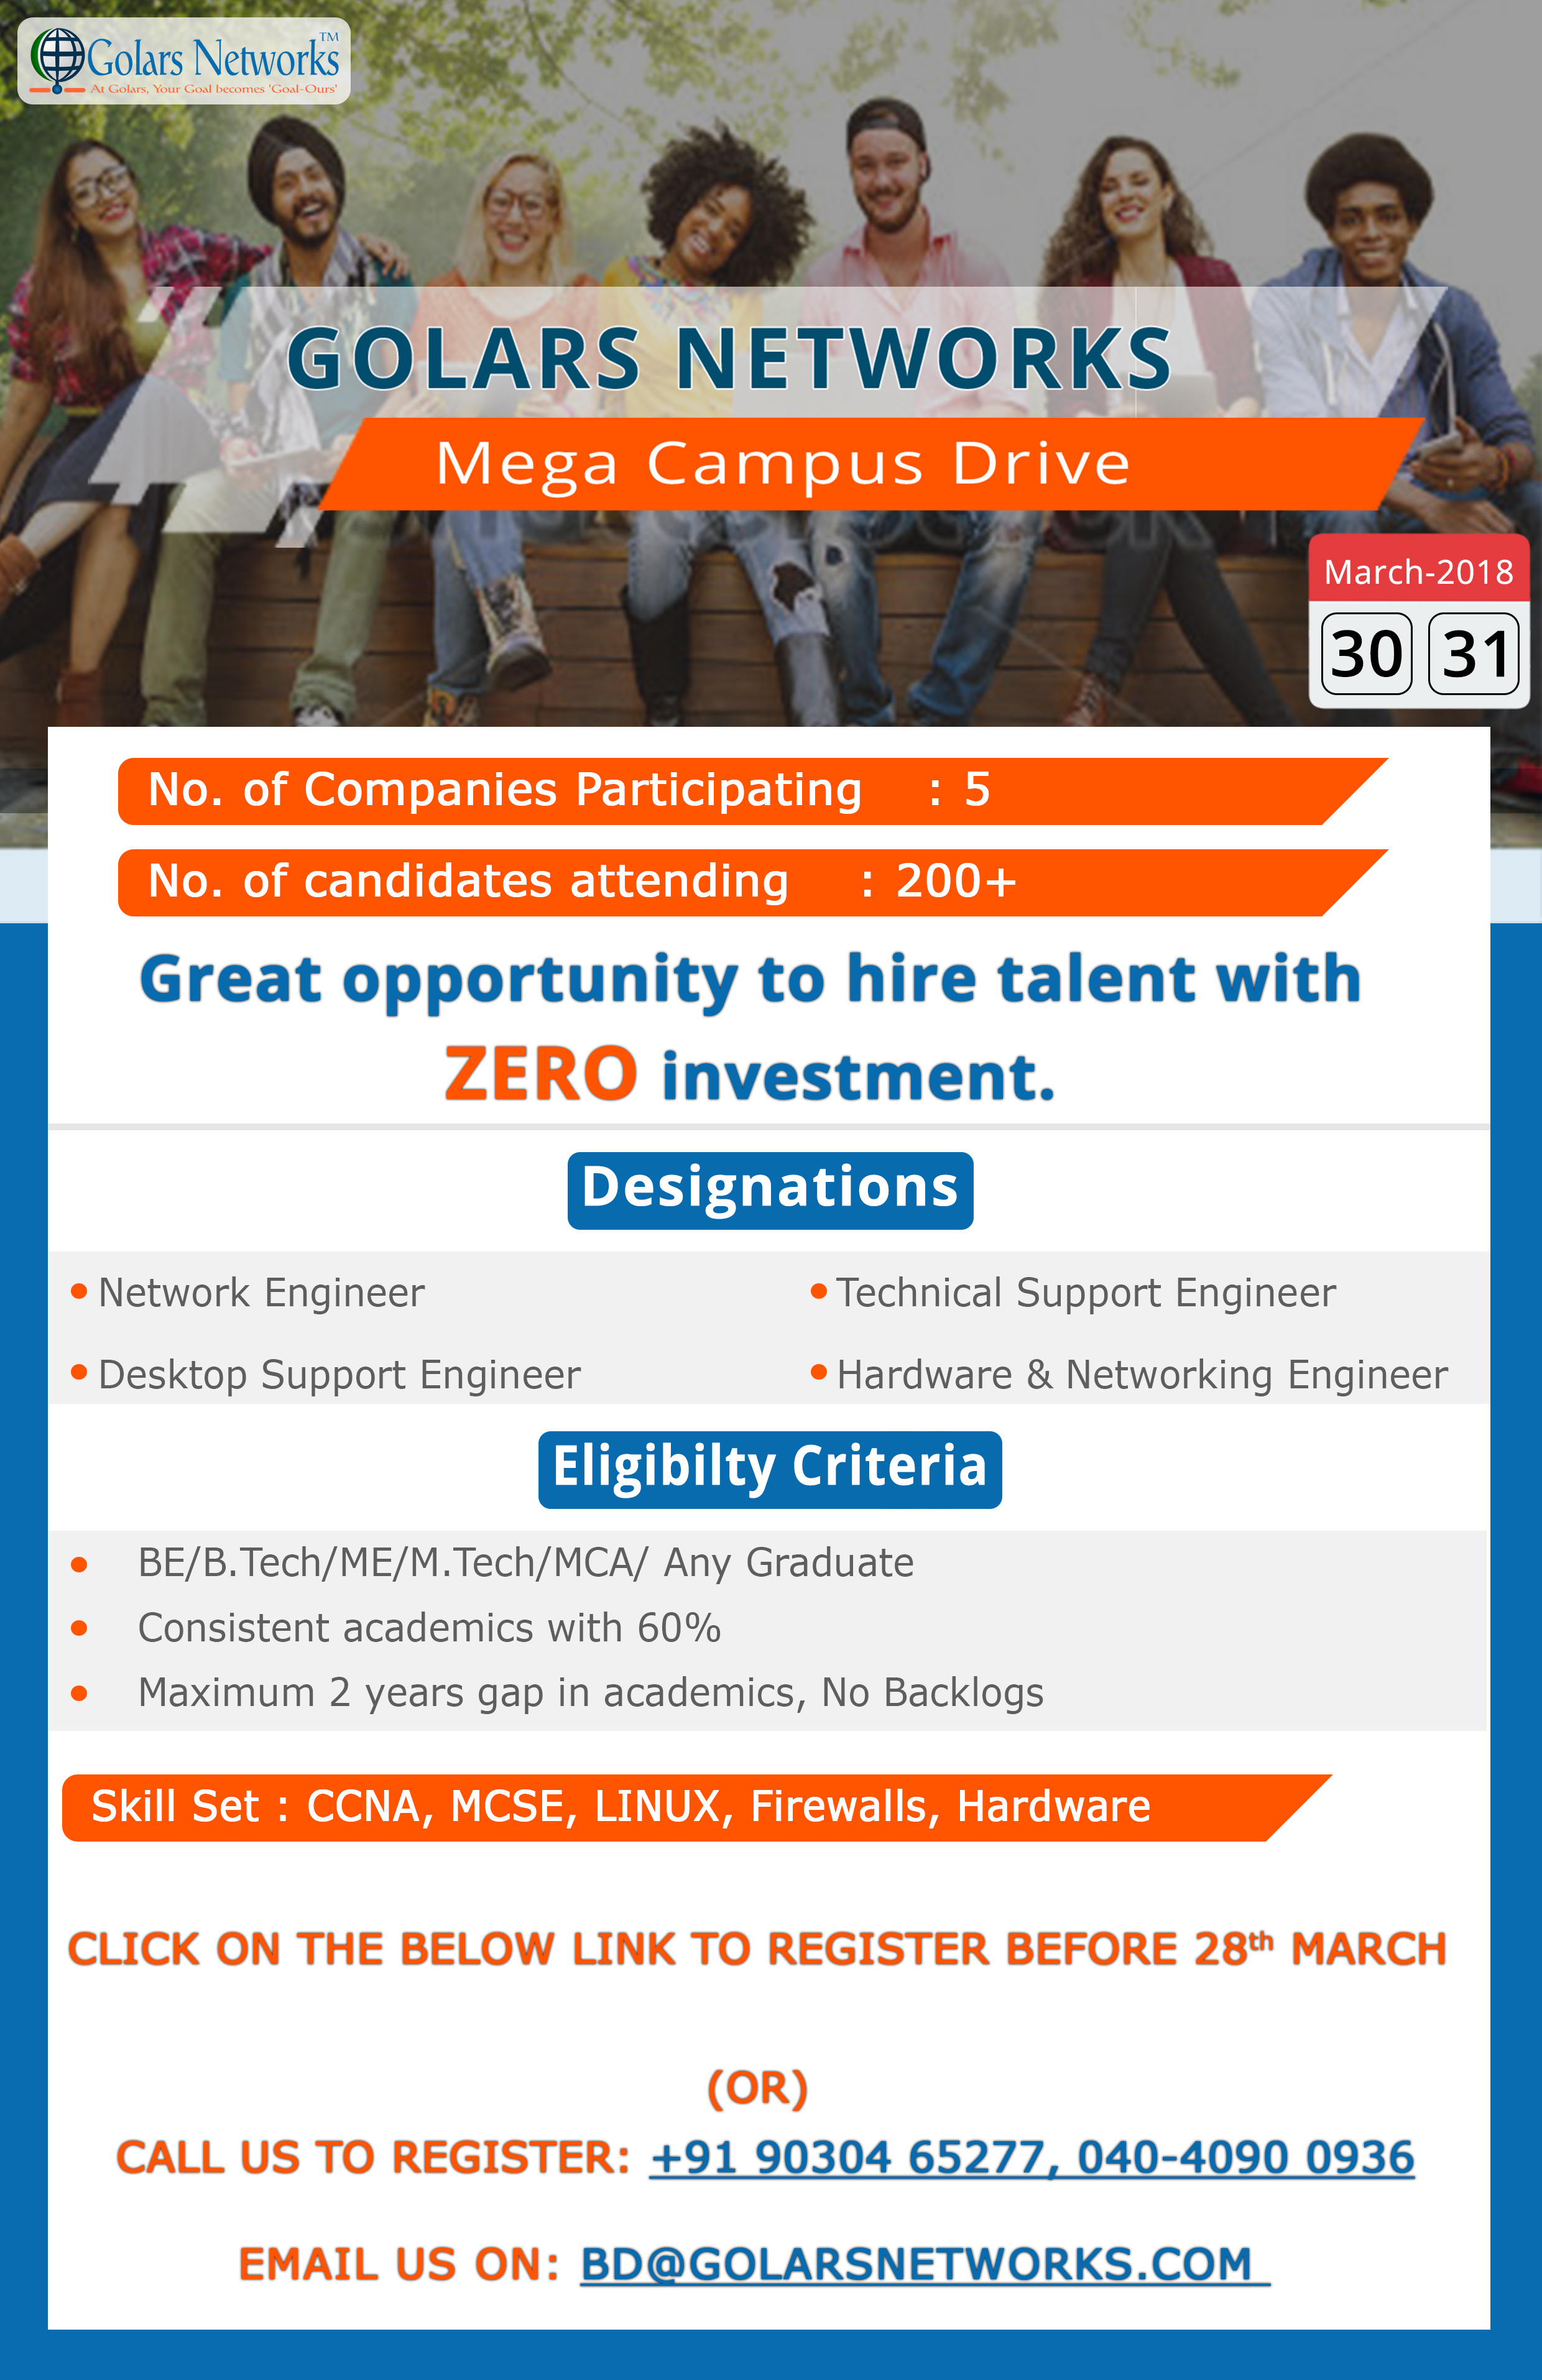 Golars Networks™
At Golars, Your Goal becomes 'Goal-Ours'
GOLARS NETWORKS
Mega Campus Drive
March-2018
30 31
No. of Companies Participating : 5
No. of candidates attending : 200+
Great opportunity to hire talent with
ZERO investment.
Designations
Network Engineer
Technical Support Engineer
Desktop Support Engineer
Hardware & Networking Engineer
Eligibilty Criteria
BE/B.Tech/ME/M.Tech/MCA/ Any Graduate
Consistent academics with 60%
Maximum 2 years gap in academics, No Backlogs
Skill Set : CCNA, MCSE, LINUX, Firewalls, Hardware
CLICK ON THE BELOW LINK TO REGISTER BEFORE 28th MARCH
(OR)
CALL US TO REGISTER: +91 90304 65277, 040-4090 0936
EMAIL US ON: BD@GOLARSNETWORKS.COM